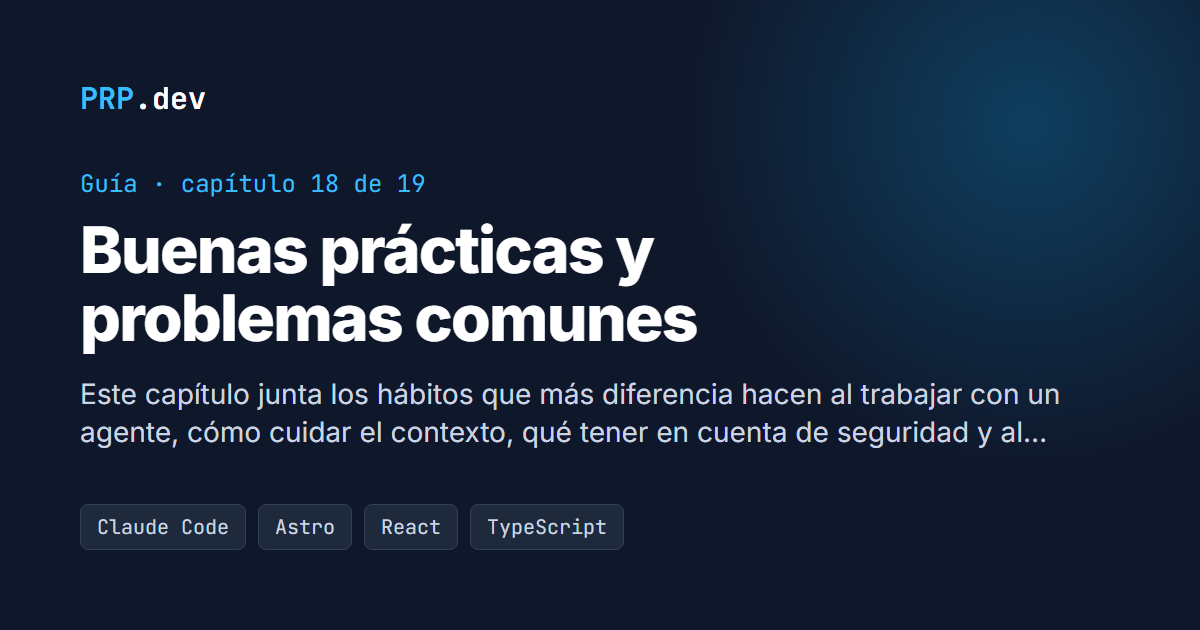 PRP.dev
Guía · capítulo 18 de 19
Buenas prácticas y
problemas comunes
Este capítulo junta los hábitos que más diferencia hacen al trabajar con un
agente, cómo cuidar el contexto, qué tener en cuenta de seguridad y al…
Claude Code
Astro
React
TypeScript